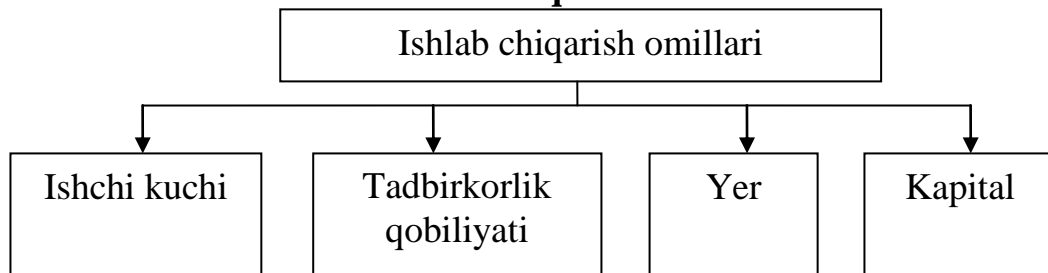 Ishlab chiqarish omillari
Ishchi kuchi
Tadbirkorlik
qobiliyati
Yer
Kapital